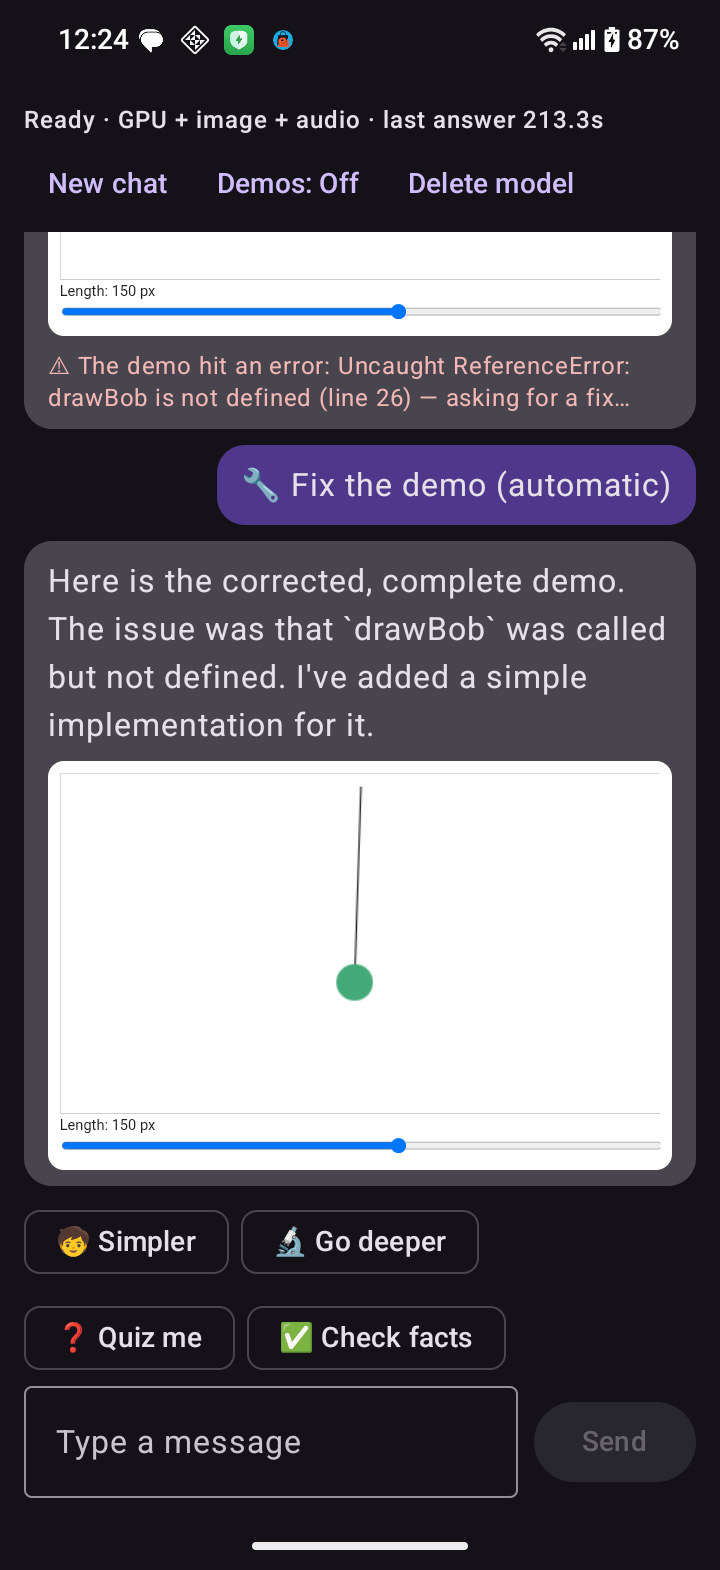 12:24
87%
Ready · GPU + image + audio · last answer 213.3s
New chat Demos: Off Delete model
Length: 150 px
⚠ The demo hit an error: Uncaught ReferenceError:
drawBob is not defined (line 26) — asking for a fix…
🔧 Fix the demo (automatic)
Here is the corrected, complete demo.
The issue was that `drawBob` was called
but not defined. I've added a simple
implementation for it.
Length: 150 px
🧒 Simpler 🔬 Go deeper
❓ Quiz me ✅ Check facts
Type a message Send